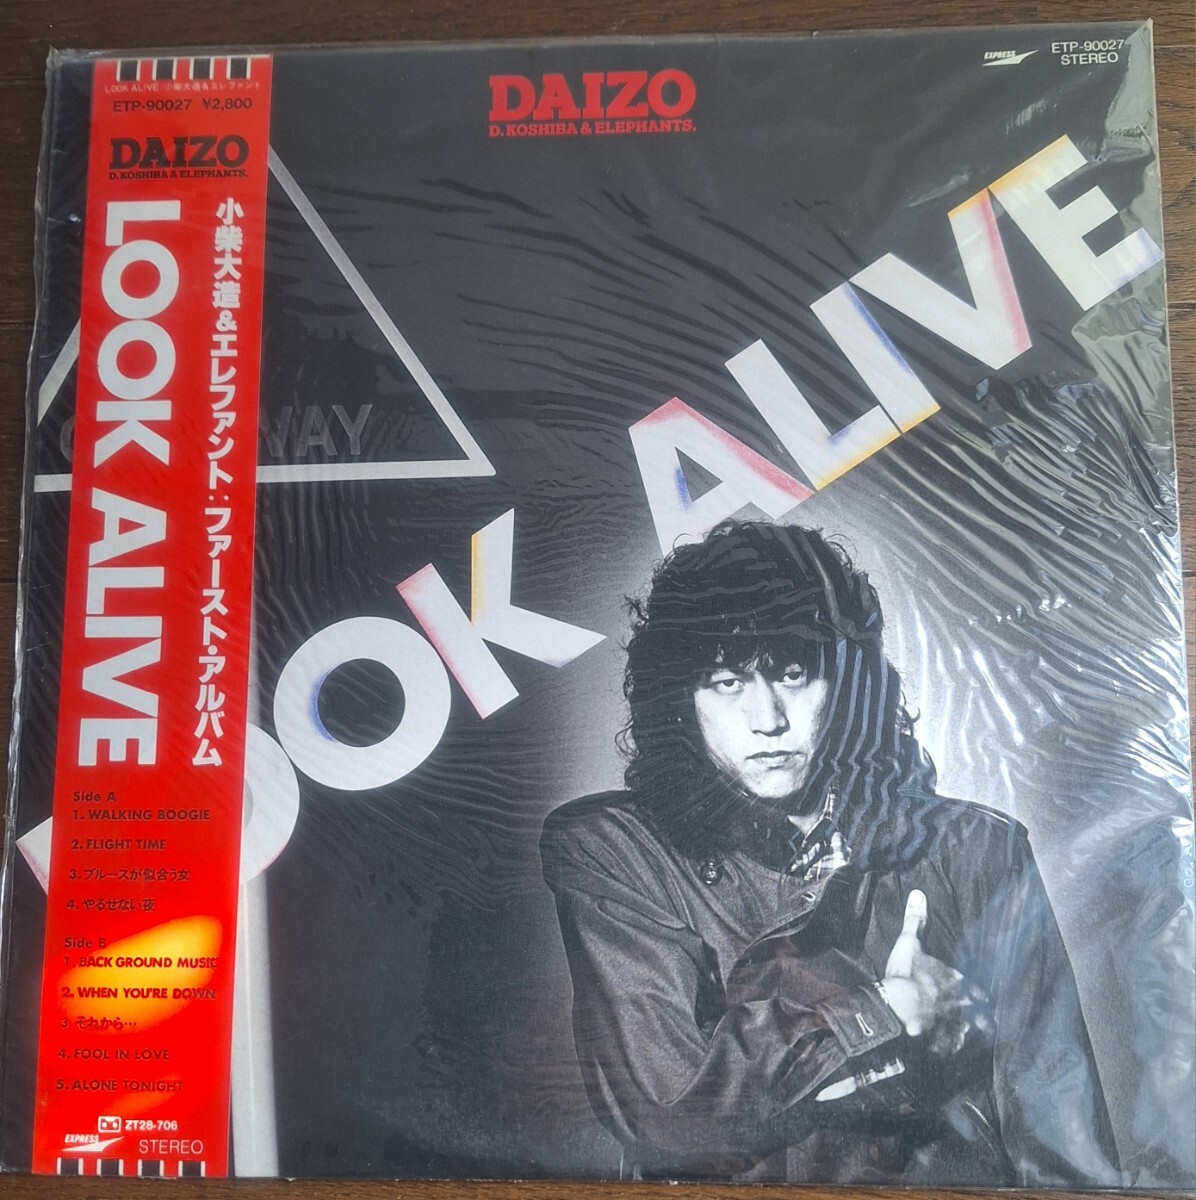 LOOK ALIVE 小柴大造&エレファント
ETP-90027 ¥2,800
DAIZO
D. KOSHIBA & ELEPHANTS.
LOOK ALIVE
小柴大造&エレファント:ファースト・アルバム
Side A
1. WALKING BOOGIE
2. FLIGHT TIME
3. ブルースが似合う女
4. やるせない夜
Side B
1. BACK GROUND MUSIC
2. WHEN YOU'RE DOWN
3 それから…
4. FOOL IN LOVE
5. ALONE TONIGHT
ZT28-706
EXPRESS STEREO
DAIZO
D. KOSHIBA & ELEPHANTS.
EXPRESS
ETP-90027
STEREO
WAY
LOOK ALIVE